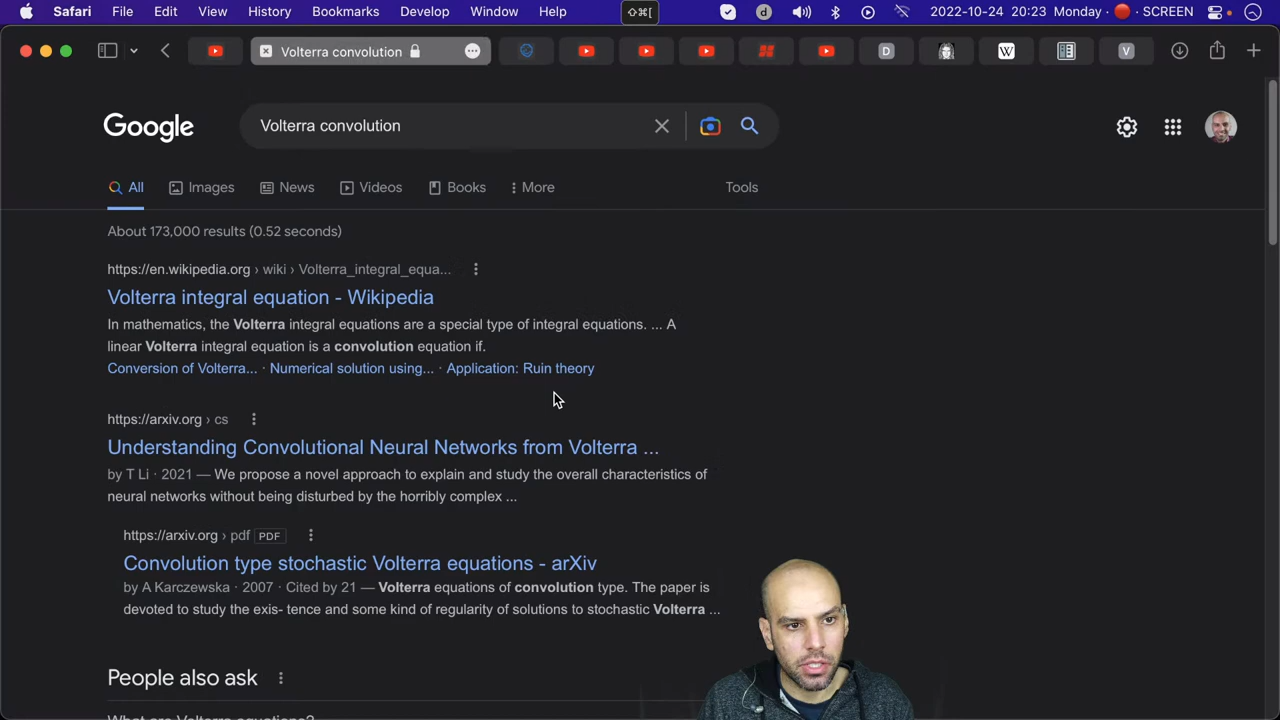 Safari File Edit View History Bookmarks Develop Window Help ⇧⌘[ d 2022-10-24 20:23 Monday SCREEN
Volterra convolution D W V
Google Volterra convolution
All Images News Videos Books More Tools
About 173,000 results (0.52 seconds)
https://en.wikipedia.org › wiki › Volterra_integral_equa...
Volterra integral equation - Wikipedia
In mathematics, the Volterra integral equations are a special type of integral equations. ... A
linear Volterra integral equation is a convolution equation if.
Conversion of Volterra... · Numerical solution using... · Application: Ruin theory
https://arxiv.org › cs
Understanding Convolutional Neural Networks from Volterra ...
by T Li · 2021 — We propose a novel approach to explain and study the overall characteristics of
neural networks without being disturbed by the horribly complex ...
https://arxiv.org › pdf PDF
Convolution type stochastic Volterra equations - arXiv
by A Karczewska · 2007 · Cited by 21 — Volterra equations of convolution type. The paper is
devoted to study the exis- tence and some kind of regularity of solutions to stochastic Volterra ...
People also ask
What are Volterra equations?